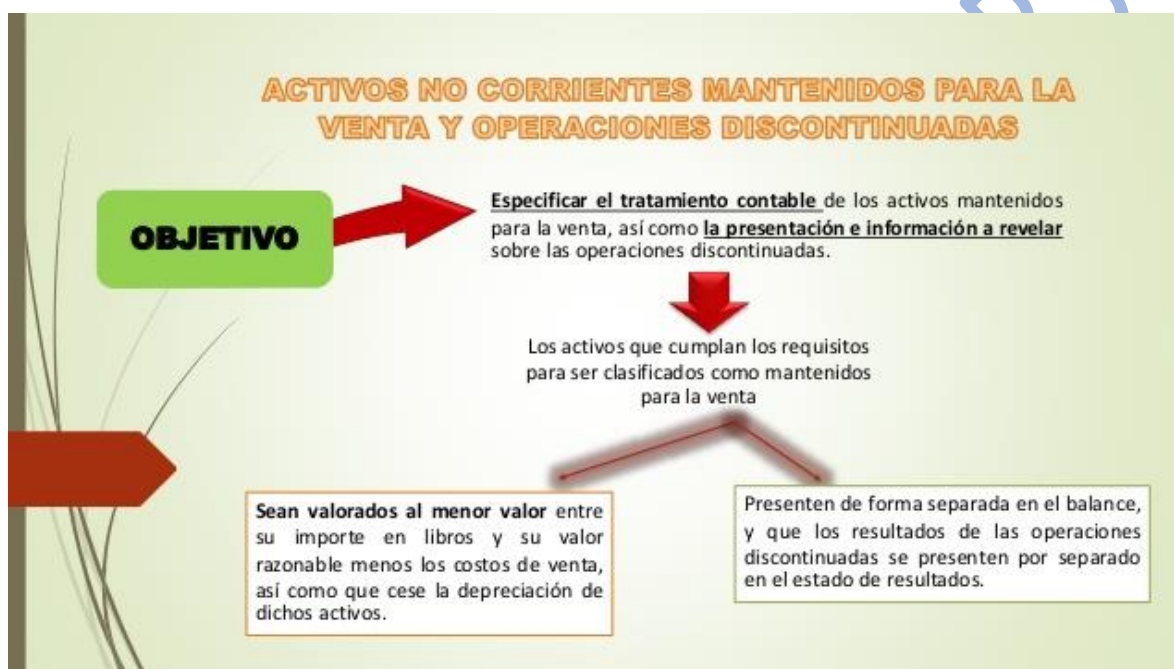 ACTIVOS NO CORRIENTES MANTENIDOS PARA LA
VENTA Y OPERACIONES DISCONTINUADAS
OBJETIVO
Especificar el tratamiento contable de los activos mantenidos
para la venta, así como la presentación e información a revelar
sobre las operaciones discontinuadas.
Los activos que cumplan los requisitos
para ser clasificados como mantenidos
para la venta
Sean valorados al menor valor entre
su importe en libros y su valor
razonable menos los costos de venta,
así como que cese la depreciación de
dichos activos.
Presenten de forma separada en el balance,
y que los resultados de las operaciones
discontinuadas se presenten por separado
en el estado de resultados.